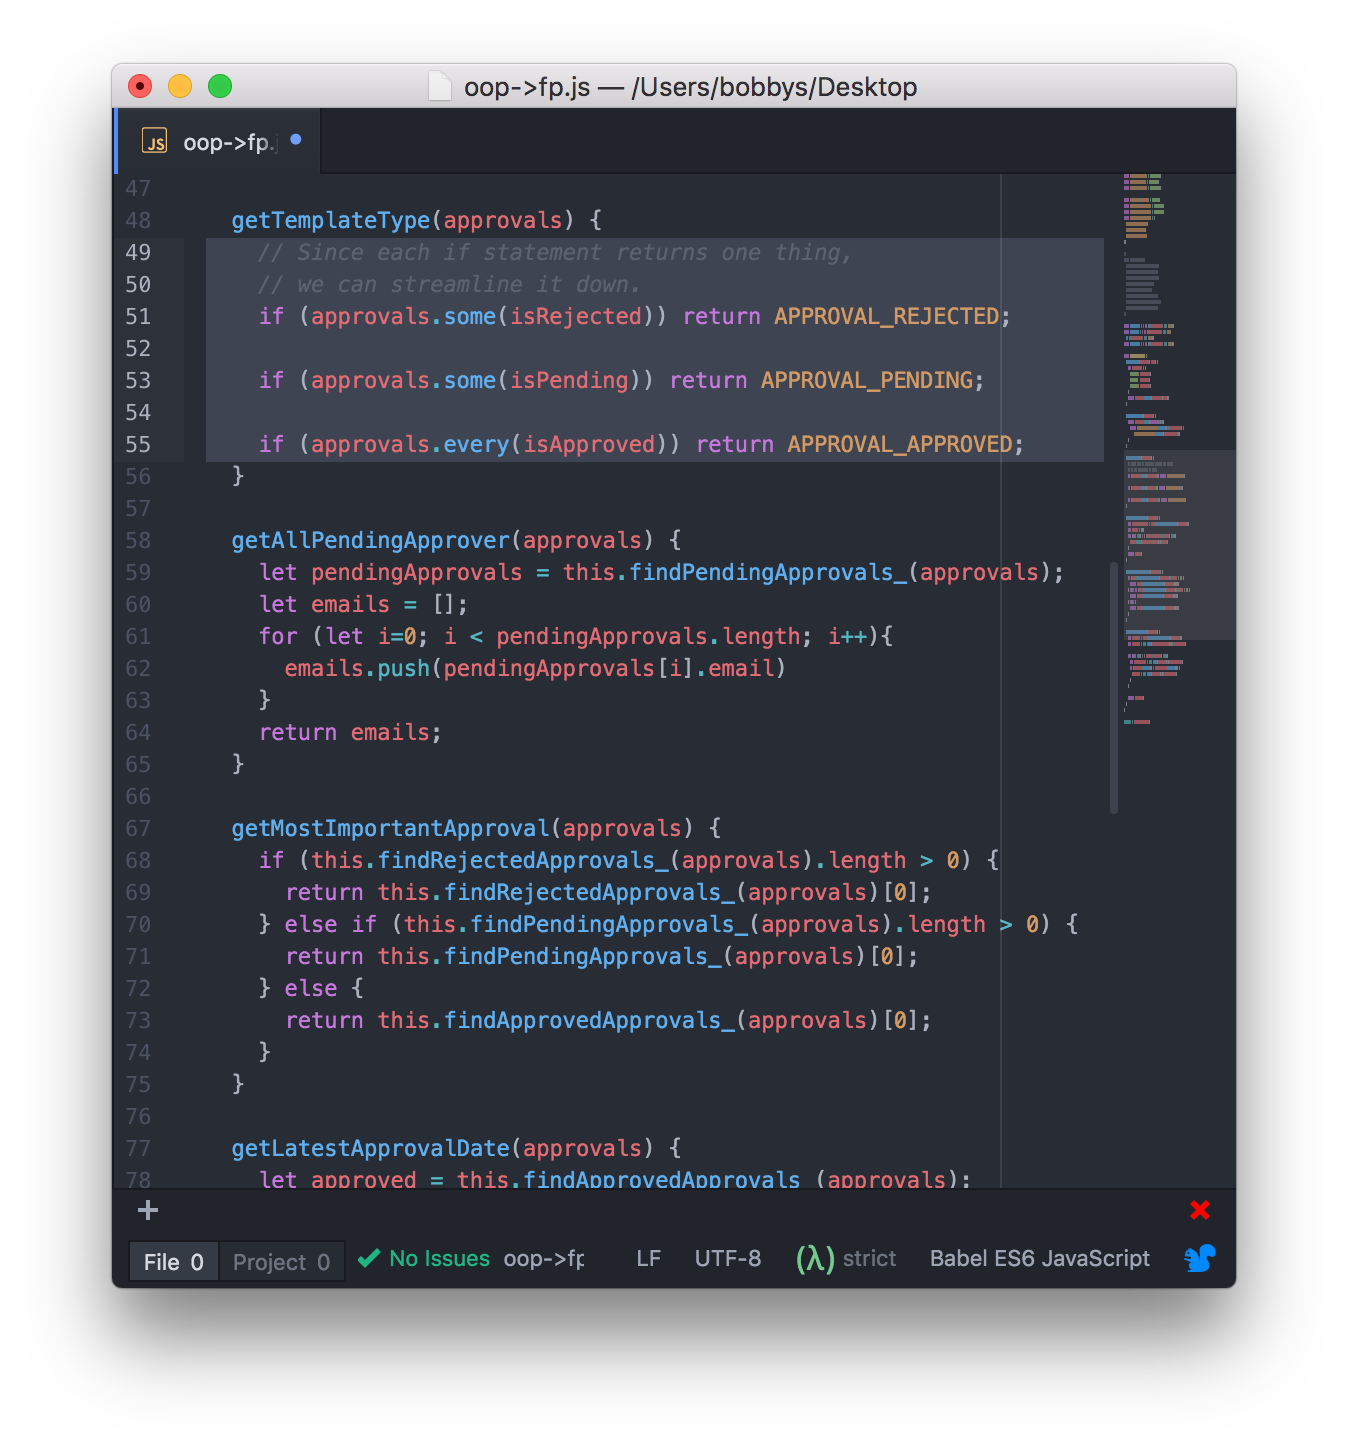 oop->fp.js — /Users/bobbys/Desktop
JS oop->fp.j
47
48 getTemplateType(approvals) {
49 // Since each if statement returns one thing,
50 // we can streamline it down.
51 if (approvals.some(isRejected)) return APPROVAL_REJECTED;
52
53 if (approvals.some(isPending)) return APPROVAL_PENDING;
54
55 if (approvals.every(isApproved)) return APPROVAL_APPROVED;
56 }
57
58 getAllPendingApprover(approvals) {
59 let pendingApprovals = this.findPendingApprovals_(approvals);
60 let emails = [];
61 for (let i=0; i < pendingApprovals.length; i++){
62 emails.push(pendingApprovals[i].email)
63 }
64 return emails;
65 }
66
67 getMostImportantApproval(approvals) {
68 if (this.findRejectedApprovals_(approvals).length > 0) {
69 return this.findRejectedApprovals_(approvals)[0];
70 } else if (this.findPendingApprovals_(approvals).length > 0) {
71 return this.findPendingApprovals_(approvals)[0];
72 } else {
73 return this.findApprovedApprovals_(approvals)[0];
74 }
75 }
76
77 getLatestApprovalDate(approvals) {
78 let approved = this.findApprovedApprovals_(approvals);
File 0 Project 0 No Issues oop->fp LF UTF-8 (λ) strict Babel ES6 JavaScript